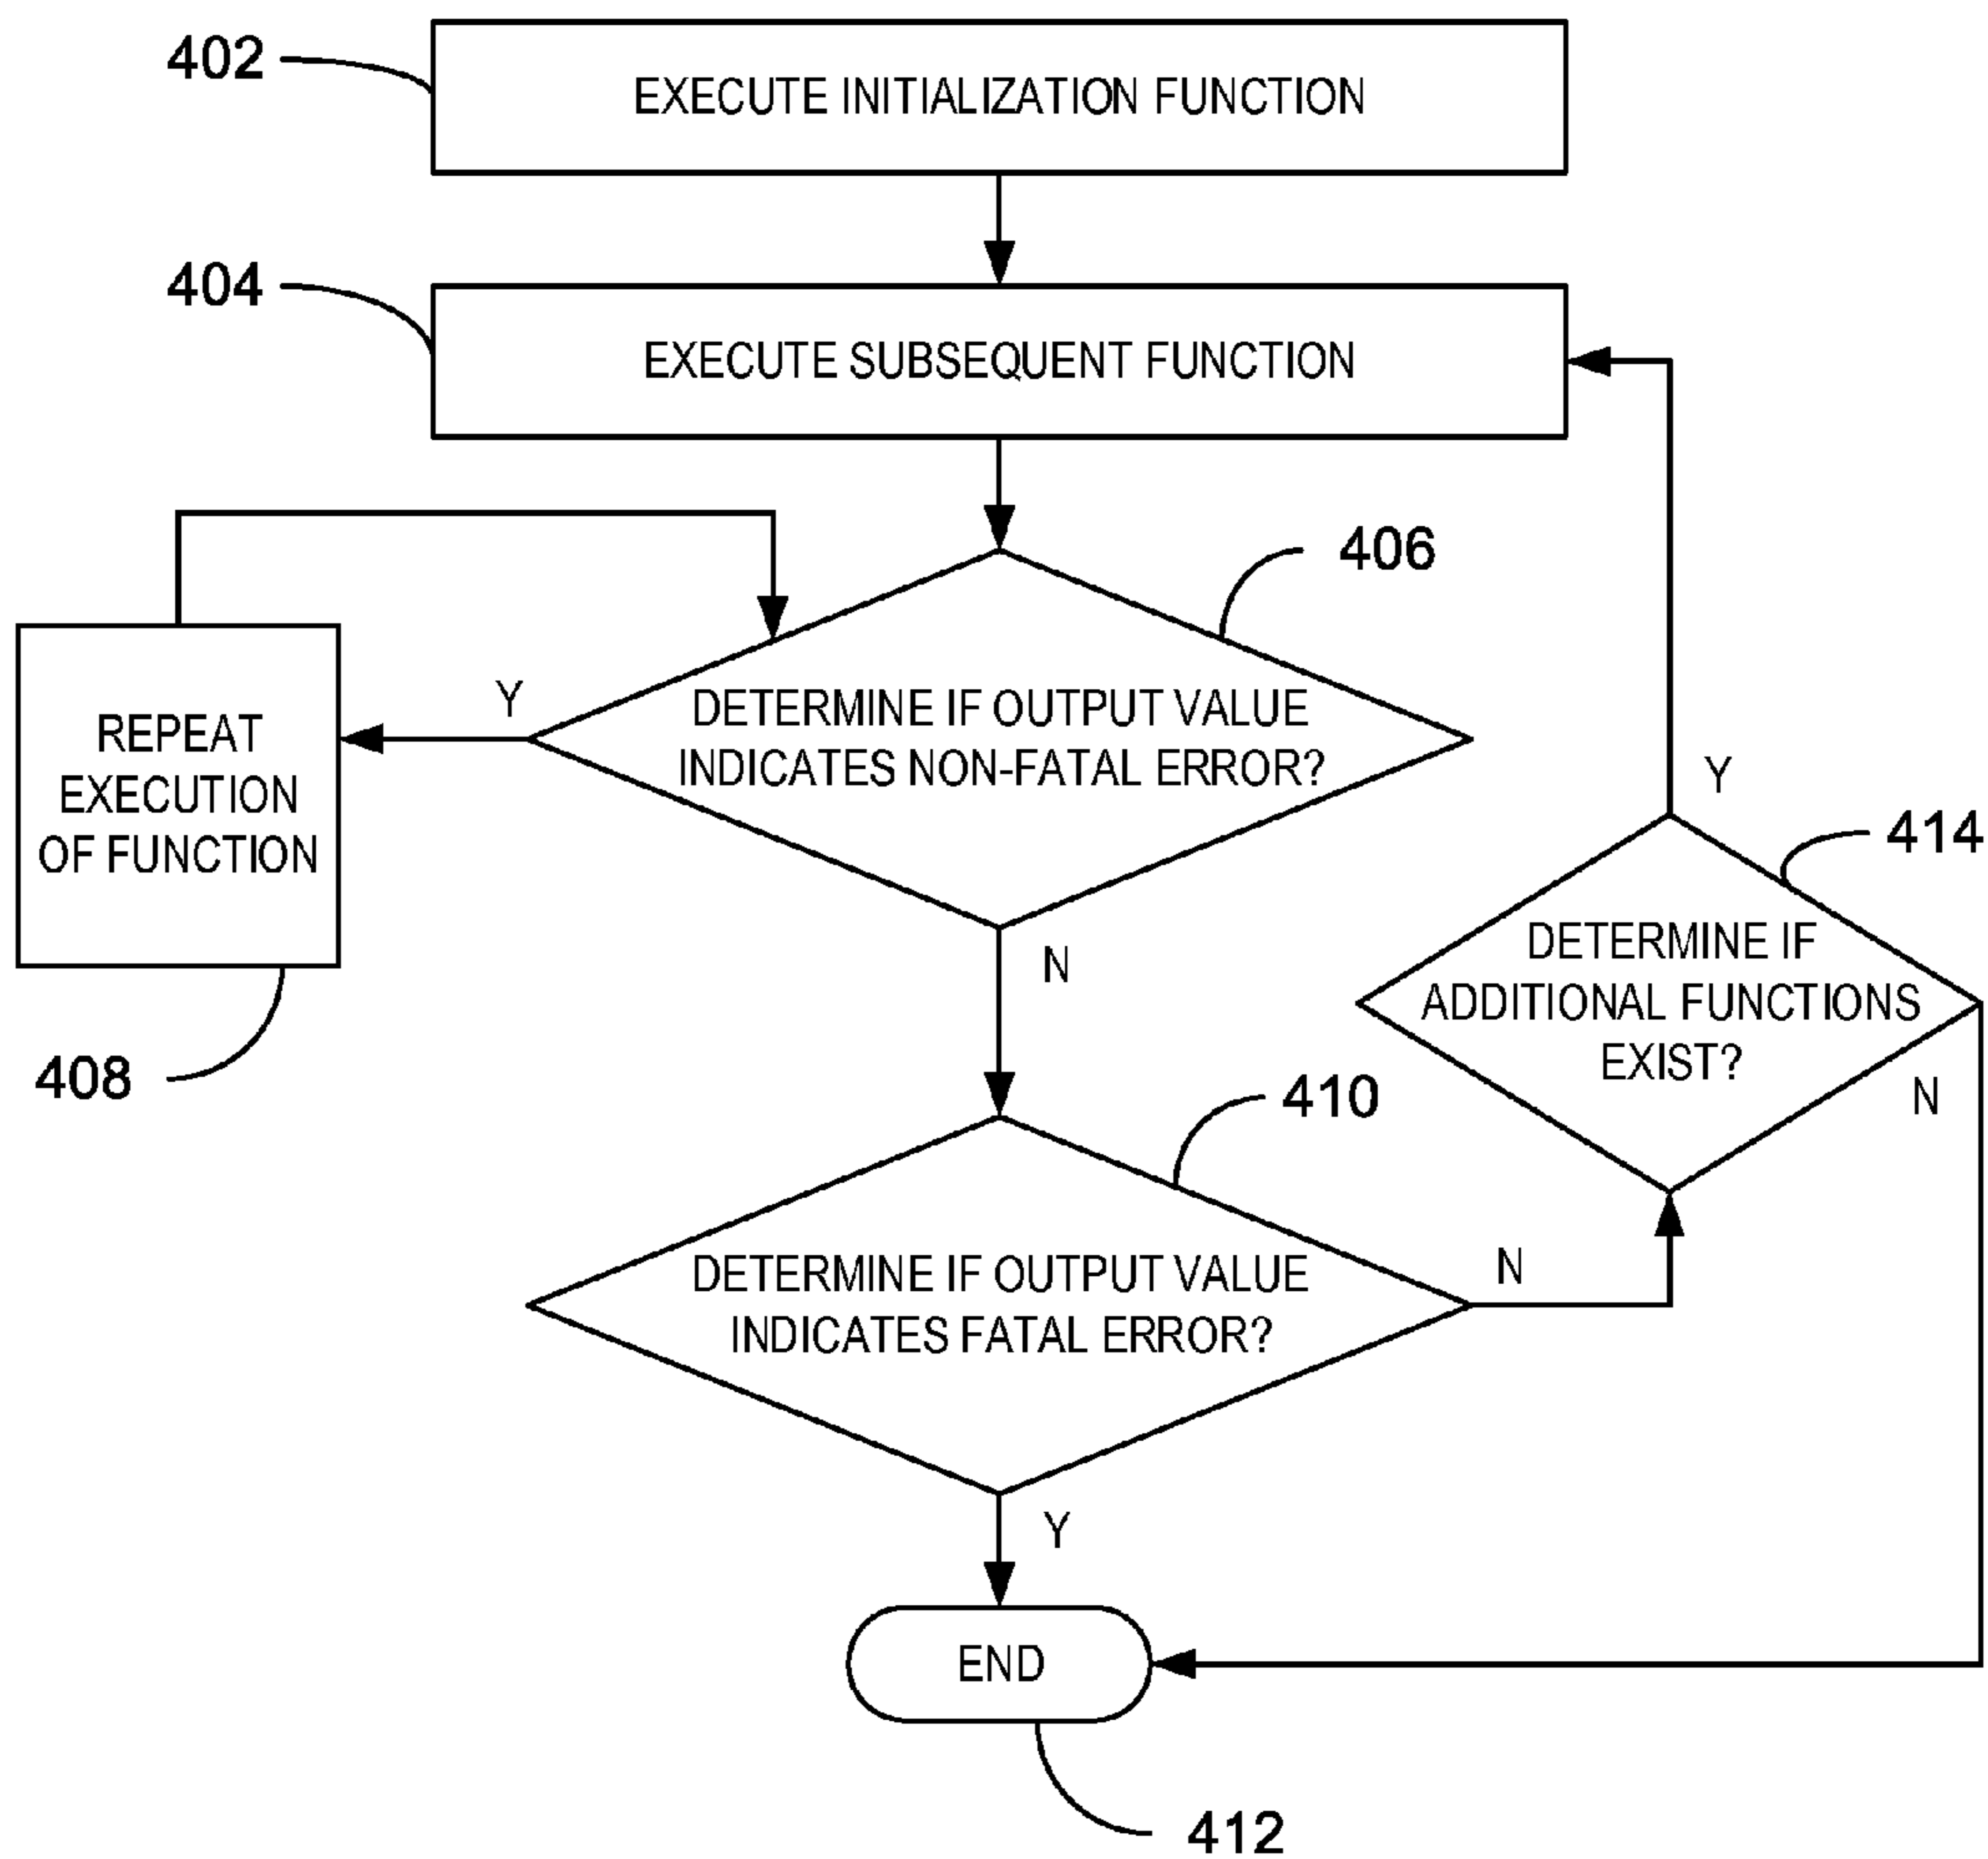 402
EXECUTE INITIALIZATION FUNCTION
404
EXECUTE SUBSEQUENT FUNCTION
406
Y
DETERMINE IF OUTPUT VALUE
INDICATES NON-FATAL ERROR?
REPEAT
EXECUTION
OF FUNCTION
408
N
Y
414
DETERMINE IF
ADDITIONAL FUNCTIONS
EXIST?
N
410
DETERMINE IF OUTPUT VALUE
INDICATES FATAL ERROR?
N
Y
END
412